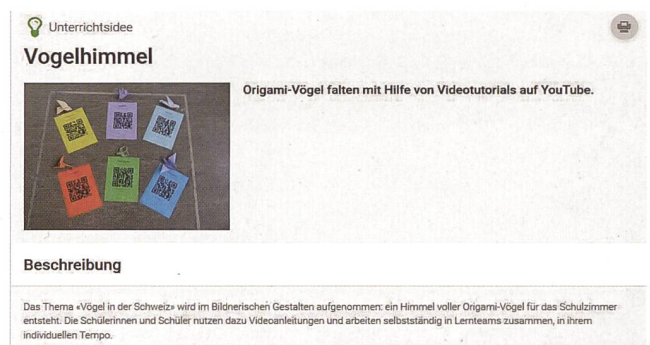 Unterrichtsidee
Vogelhimmel
Origami-Vögel falten mit Hilfe von Videotutorials auf YouTube.
Beschreibung
Das Thema «Vögel in der Schweiz» wird im Bildnerischen Gestalten aufgenommen: ein Himmel voller Origami-Vögel für das Schulzimmer
entsteht. Die Schülerinnen und Schüler nutzen dazu Videoanleitungen und arbeiten selbstständig in Lernteams zusammen, in ihrem
individuellen Tempo.